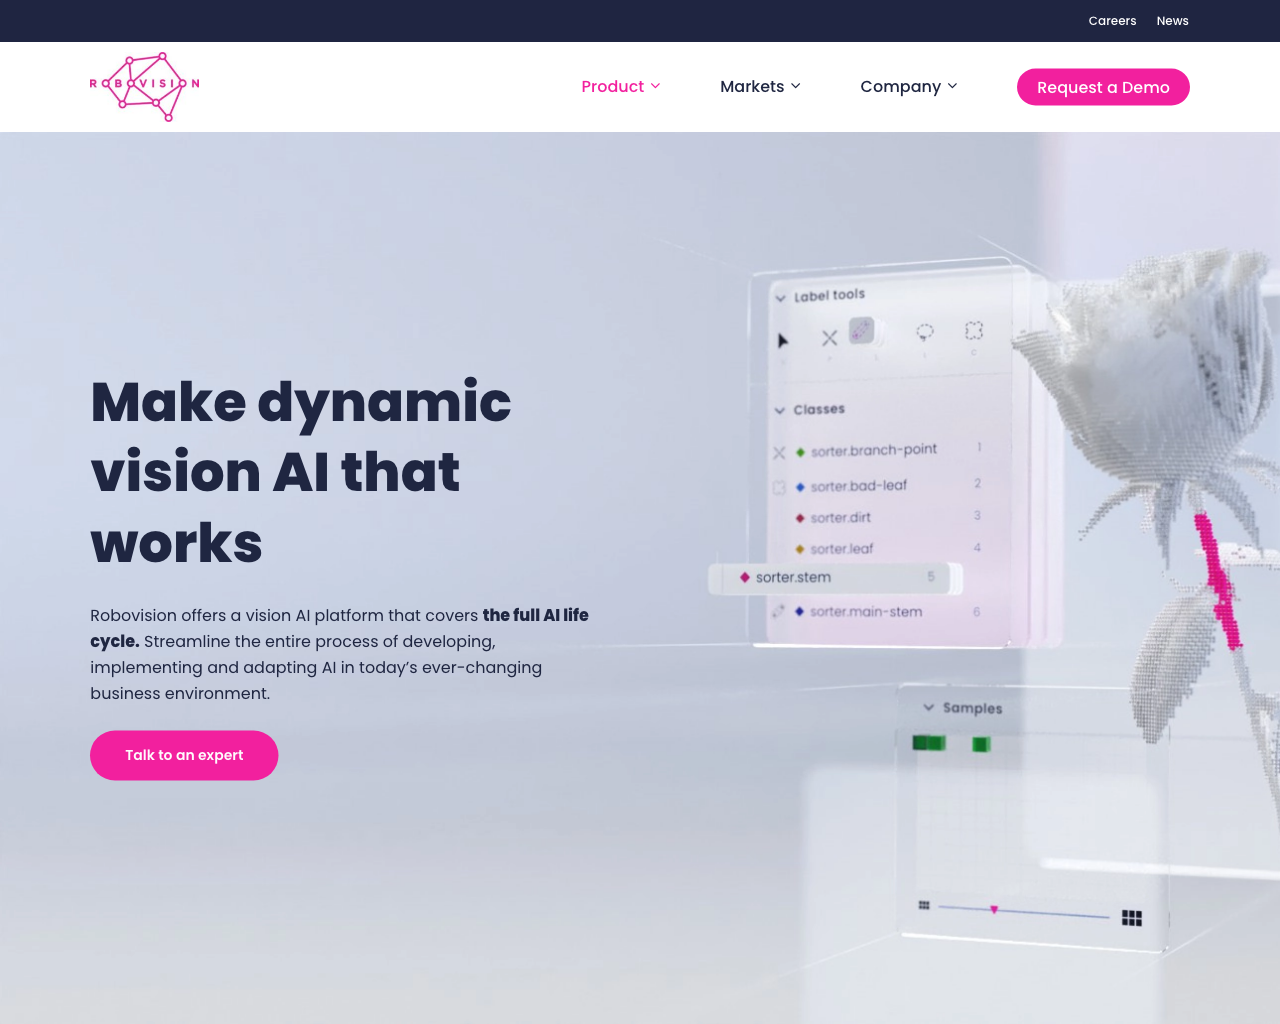 Careers News
ROBOVISION
Product Markets Company Request a Demo
Make dynamic
vision AI that
works
Robovision offers a vision AI platform that covers the full AI life
cycle. Streamline the entire process of developing,
implementing and adapting AI in today’s ever-changing
business environment.
Talk to an expert
Label tools
Classes
sorter.branch-point 1
sorter.bad-leaf 2
sorter.dirt 3
sorter.leaf 4
sorter.stem 5
sorter.main-stem 6
Samples